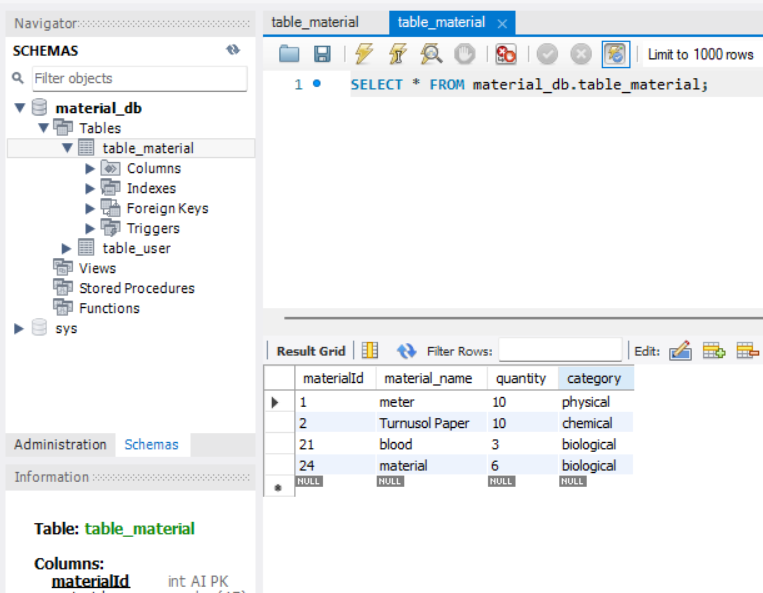 Navigator
SCHEMAS
Filter objects
material_db
Tables
table_material
Columns
Indexes
Foreign Keys
Triggers
table_user
Views
Stored Procedures
Functions
sys
Administration Schemas
Information
Table: table_material
Columns:
materialId int AI PK
table_material table_material
Limit to 1000 rows
1 SELECT * FROM material_db.table_material;
Result Grid Filter Rows: Edit:
materialId material_name quantity category
1 meter 10 physical
2 Turnusol Paper 10 chemical
21 blood 3 biological
24 material 6 biological
NULL NULL NULL NULL